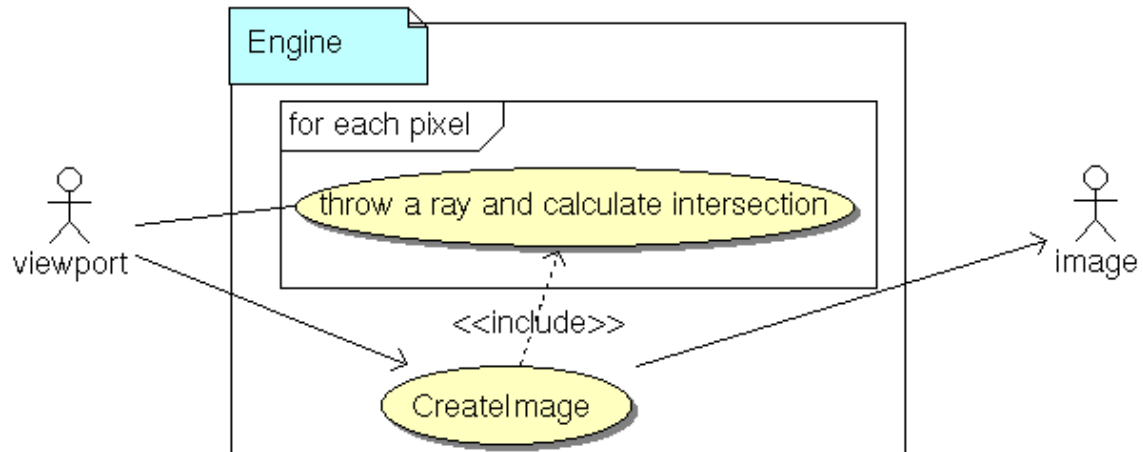 Engine
for each pixel
throw a ray and calculate intersection
viewport
image
<<include>>
CreateImage